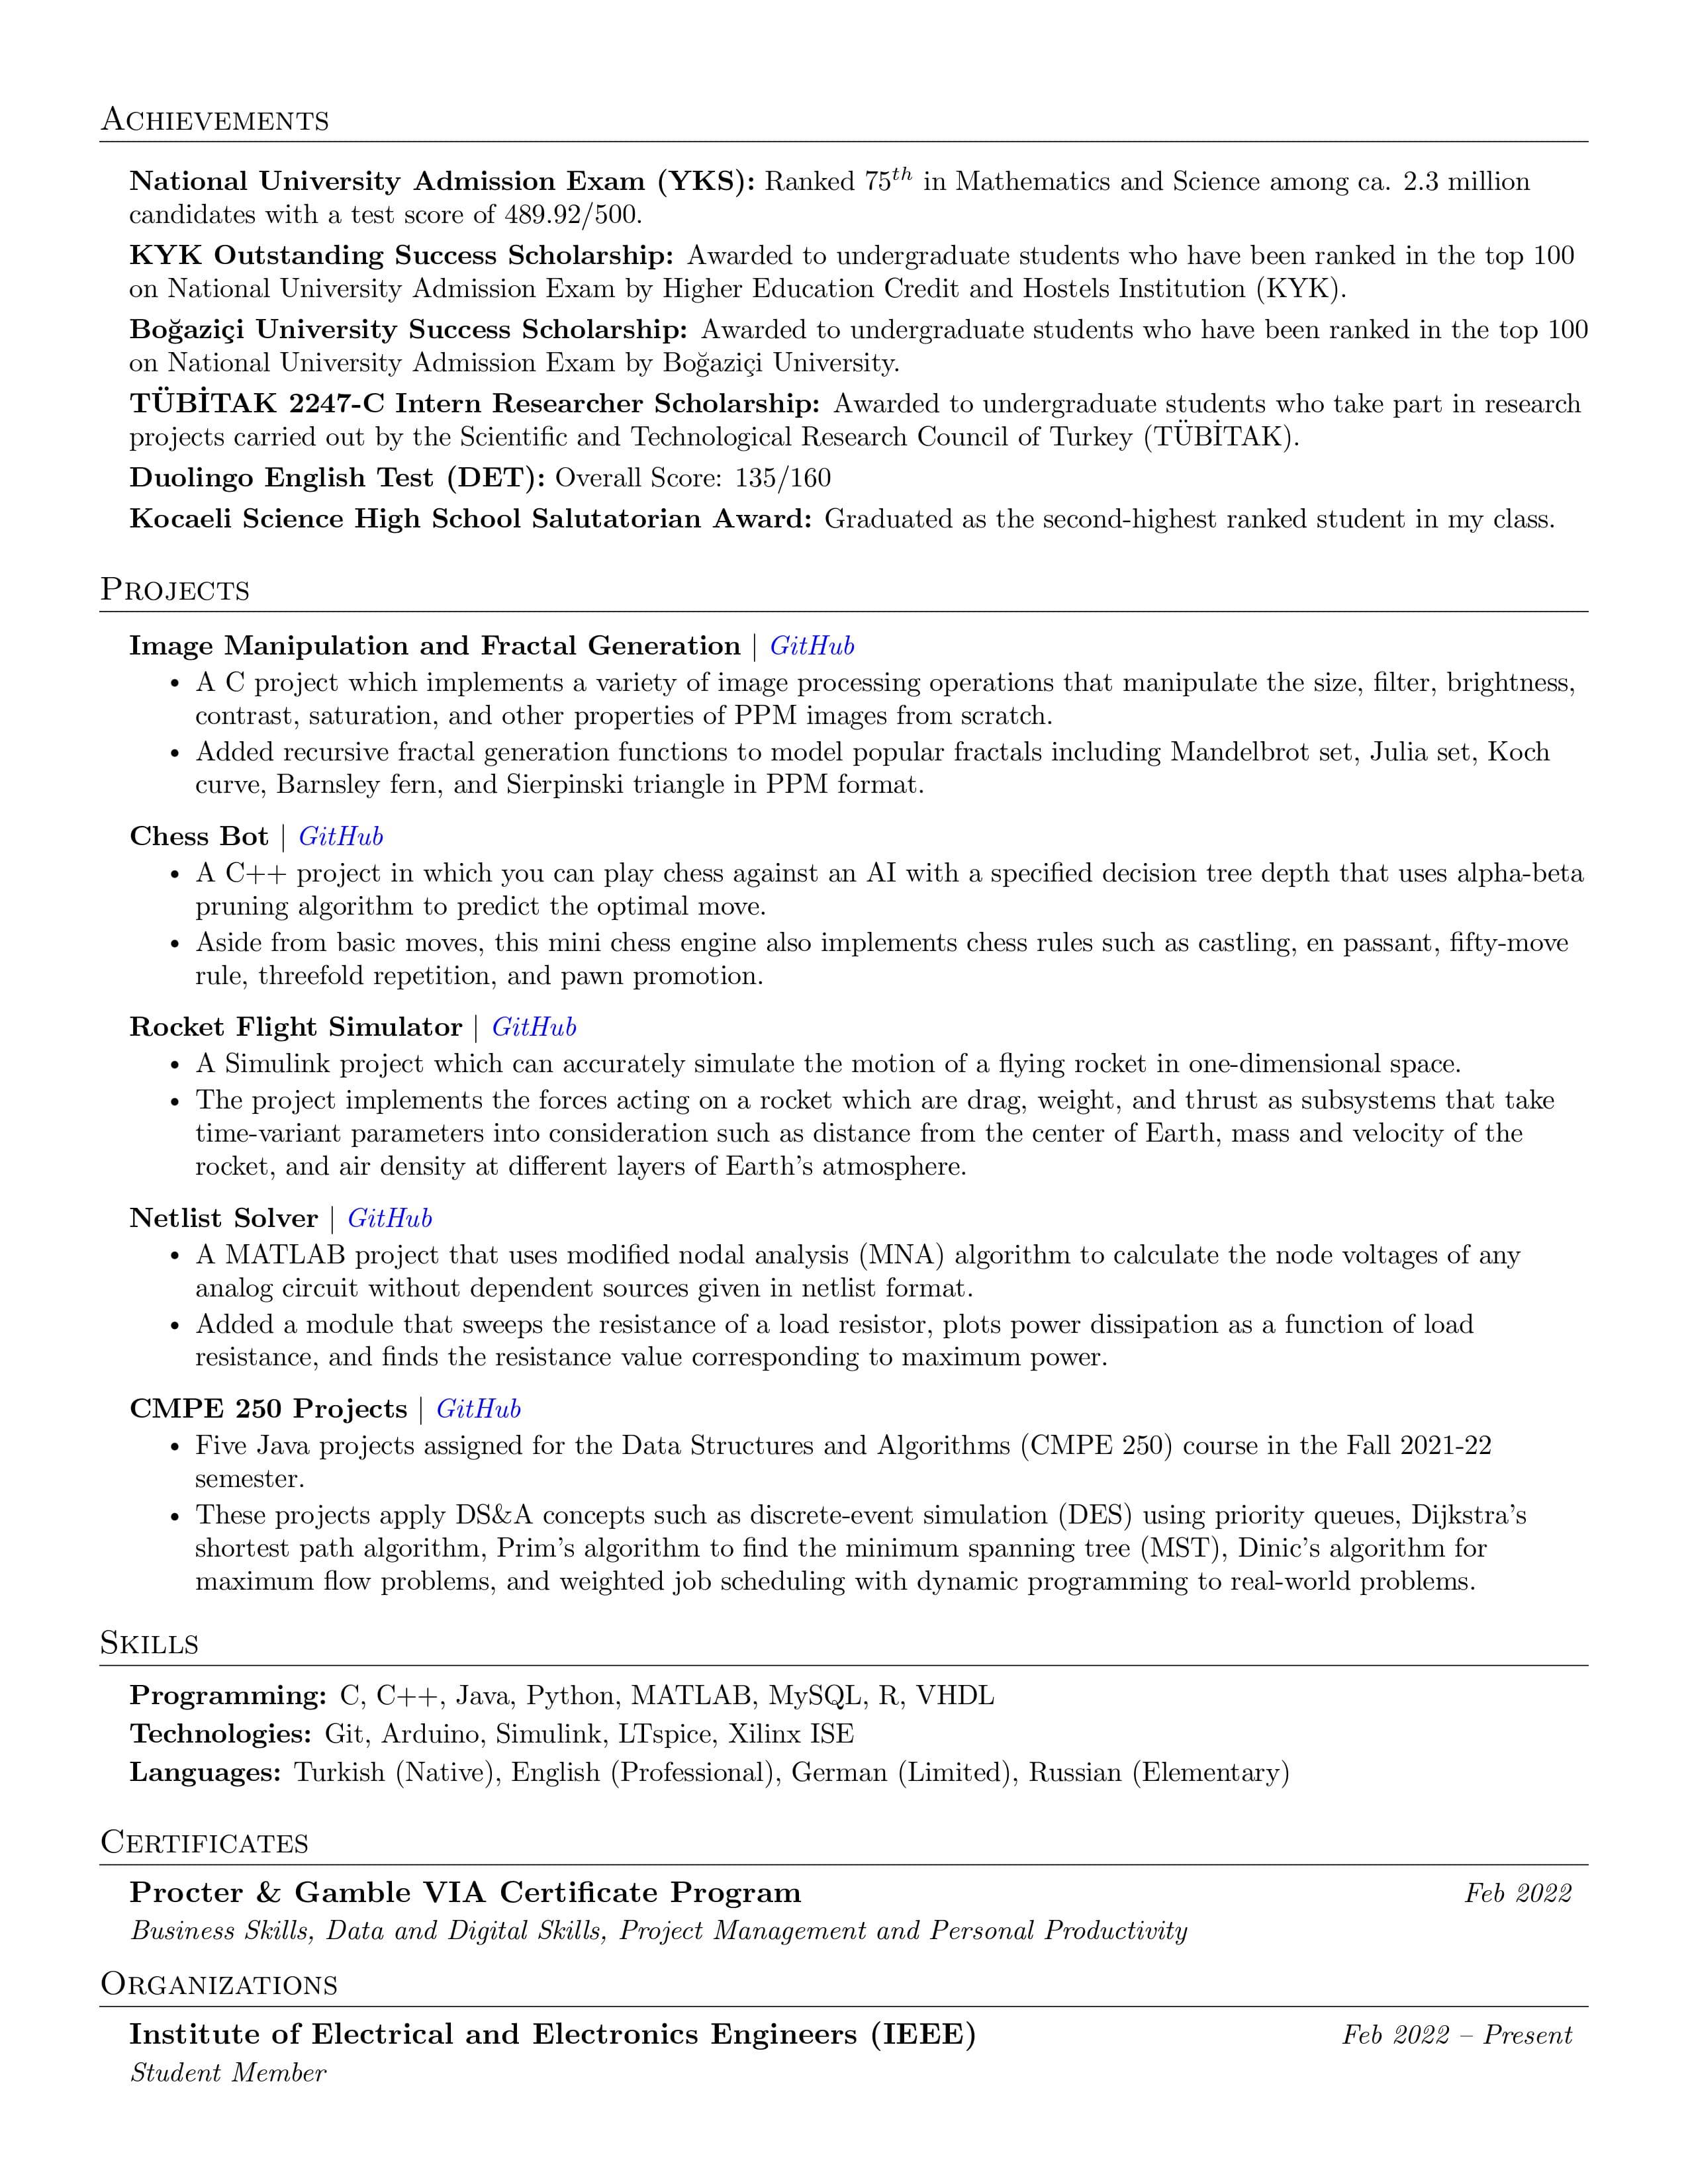 ACHIEVEMENTS
National University Admission Exam (YKS): Ranked 75th in Mathematics and Science among ca. 2.3 million
candidates with a test score of 489.92/500.
KYK Outstanding Success Scholarship: Awarded to undergraduate students who have been ranked in the top 100
on National University Admission Exam by Higher Education Credit and Hostels Institution (KYK).
Boğaziçi University Success Scholarship: Awarded to undergraduate students who have been ranked in the top 100
on National University Admission Exam by Boğaziçi University.
TÜBİTAK 2247-C Intern Researcher Scholarship: Awarded to undergraduate students who take part in research
projects carried out by the Scientific and Technological Research Council of Turkey (TÜBİTAK).
Duolingo English Test (DET): Overall Score: 135/160
Kocaeli Science High School Salutatorian Award: Graduated as the second-highest ranked student in my class.
PROJECTS
Image Manipulation and Fractal Generation | GitHub
• A C project which implements a variety of image processing operations that manipulate the size, filter, brightness,
contrast, saturation, and other properties of PPM images from scratch.
• Added recursive fractal generation functions to model popular fractals including Mandelbrot set, Julia set, Koch
curve, Barnsley fern, and Sierpinski triangle in PPM format.
Chess Bot | GitHub
• A C++ project in which you can play chess against an AI with a specified decision tree depth that uses alpha-beta
pruning algorithm to predict the optimal move.
• Aside from basic moves, this mini chess engine also implements chess rules such as castling, en passant, fifty-move
rule, threefold repetition, and pawn promotion.
Rocket Flight Simulator | GitHub
• A Simulink project which can accurately simulate the motion of a flying rocket in one-dimensional space.
• The project implements the forces acting on a rocket which are drag, weight, and thrust as subsystems that take
time-variant parameters into consideration such as distance from the center of Earth, mass and velocity of the
rocket, and air density at different layers of Earth's atmosphere.
Netlist Solver | GitHub
• A MATLAB project that uses modified nodal analysis (MNA) algorithm to calculate the node voltages of any
analog circuit without dependent sources given in netlist format.
• Added a module that sweeps the resistance of a load resistor, plots power dissipation as a function of load
resistance, and finds the resistance value corresponding to maximum power.
CMPE 250 Projects | GitHub
• Five Java projects assigned for the Data Structures and Algorithms (CMPE 250) course in the Fall 2021-22
semester.
• These projects apply DS&A concepts such as discrete-event simulation (DES) using priority queues, Dijkstra's
shortest path algorithm, Prim's algorithm to find the minimum spanning tree (MST), Dinic's algorithm for
maximum flow problems, and weighted job scheduling with dynamic programming to real-world problems.
SKILLS
Programming: C, C++, Java, Python, MATLAB, MySQL, R, VHDL
Technologies: Git, Arduino, Simulink, LTspice, Xilinx ISE
Languages: Turkish (Native), English (Professional), German (Limited), Russian (Elementary)
CERTIFICATES
Procter & Gamble VIA Certificate Program Feb 2022
Business Skills, Data and Digital Skills, Project Management and Personal Productivity
ORGANIZATIONS
Institute of Electrical and Electronics Engineers (IEEE) Feb 2022 – Present
Student Member